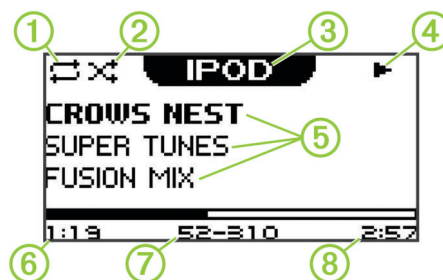 1 2 3 4
IPOD
CROWS NEST
SUPER TUNES
FUSION MIX
5
1:19 52-310 2:57
6 7 8